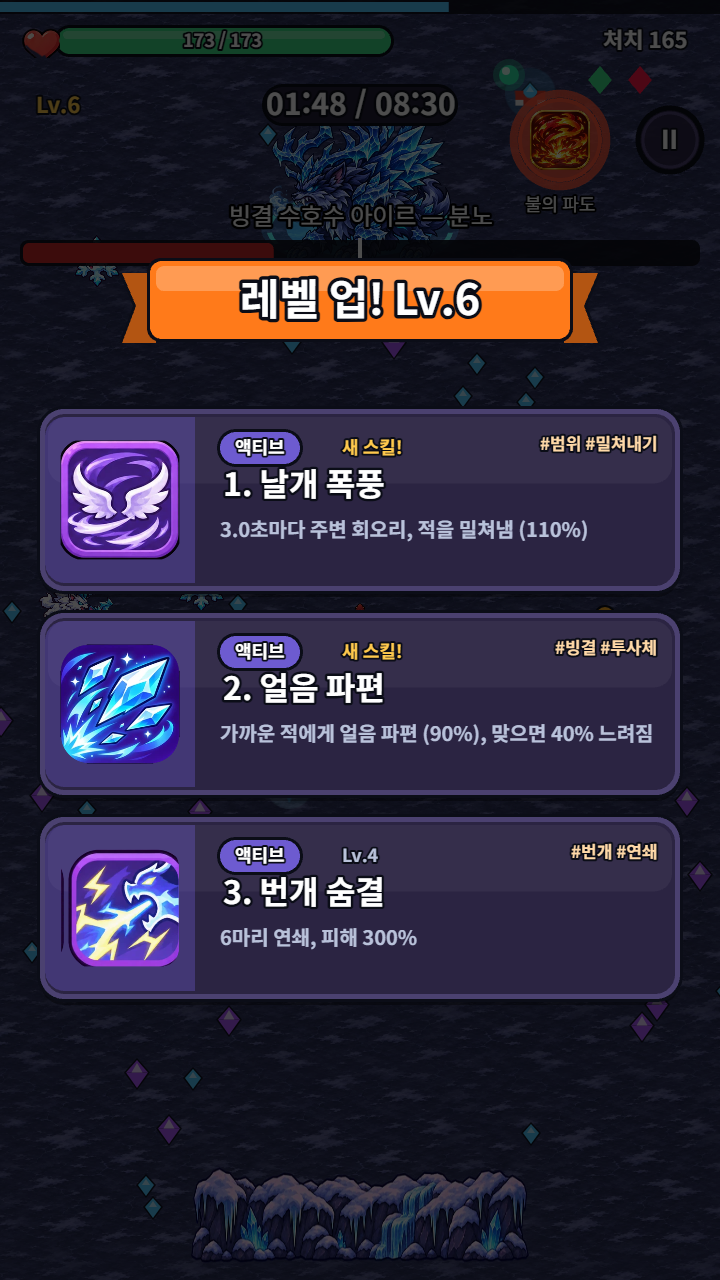 173 / 173
처치 165
Lv.6
01:48 / 08:30
불의 파도
빙결 수호수 아이르 — 분노
레벨 업! Lv.6
액티브 새 스킬! #범위 #밀쳐내기
1. 날개 폭풍
3.0초마다 주변 회오리, 적을 밀쳐냄 (110%)
액티브 새 스킬! #빙결 #투사체
2. 얼음 파편
가까운 적에게 얼음 파편 (90%), 맞으면 40% 느려짐
액티브 Lv.4 #번개 #연쇄
3. 번개 숨결
6마리 연쇄, 피해 300%